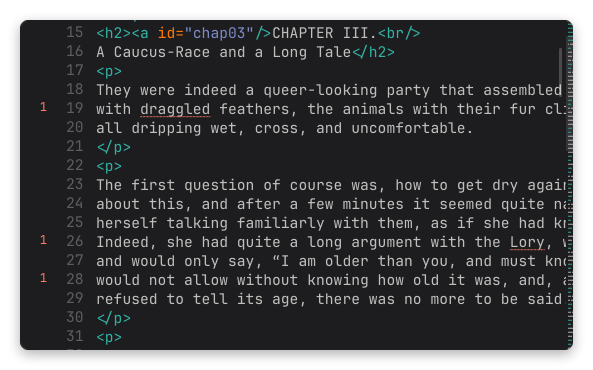 15 <h2><a id="chap03"/>CHAPTER III.<br/>
16 A Caucus-Race and a Long Tale</h2>
17 <p>
18 They were indeed a queer-looking party that assembled
1 19 with draggled feathers, the animals with their fur cli
20 all dripping wet, cross, and uncomfortable.
21 </p>
22 <p>
23 The first question of course was, how to get dry again
24 about this, and after a few minutes it seemed quite na
25 herself talking familiarly with them, as if she had kn
1 26 Indeed, she had quite a long argument with the Lory, w
27 and would only say, “I am older than you, and must kno
1 28 would not allow without knowing how old it was, and, a
29 refused to tell its age, there was no more to be said
30 </p>
31 <p>